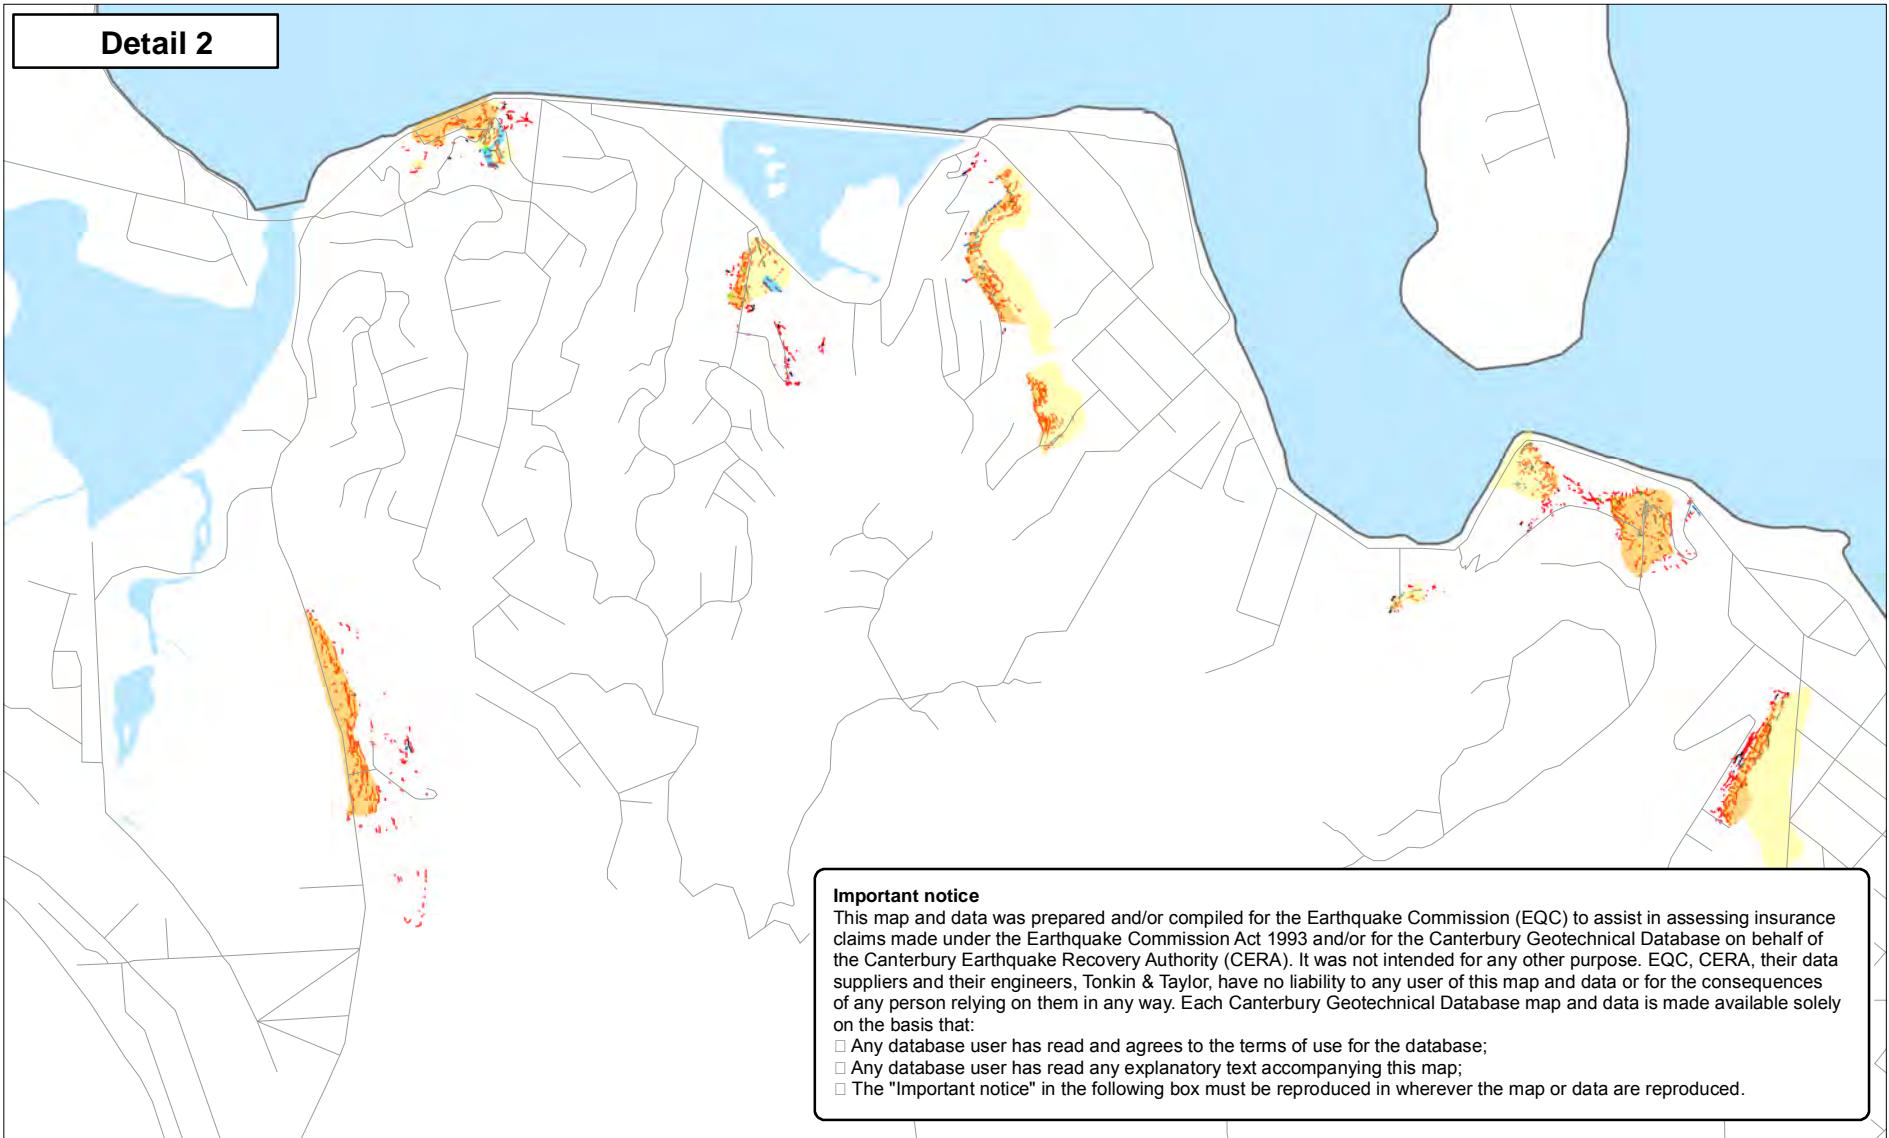 Detail 2
Important notice
This map and data was prepared and/or compiled for the Earthquake Commission (EQC) to assist in assessing insurance
claims made under the Earthquake Commission Act 1993 and/or for the Canterbury Geotechnical Database on behalf of
the Canterbury Earthquake Recovery Authority (CERA). It was not intended for any other purpose. EQC, CERA, their data
suppliers and their engineers, Tonkin & Taylor, have no liability to any user of this map and data or for the consequences
of any person relying on them in any way. Each Canterbury Geotechnical Database map and data is made available solely
on the basis that:
□ Any database user has read and agrees to the terms of use for the database;
□ Any database user has read any explanatory text accompanying this map;
□ The "Important notice" in the following box must be reproduced in wherever the map or data are reproduced.